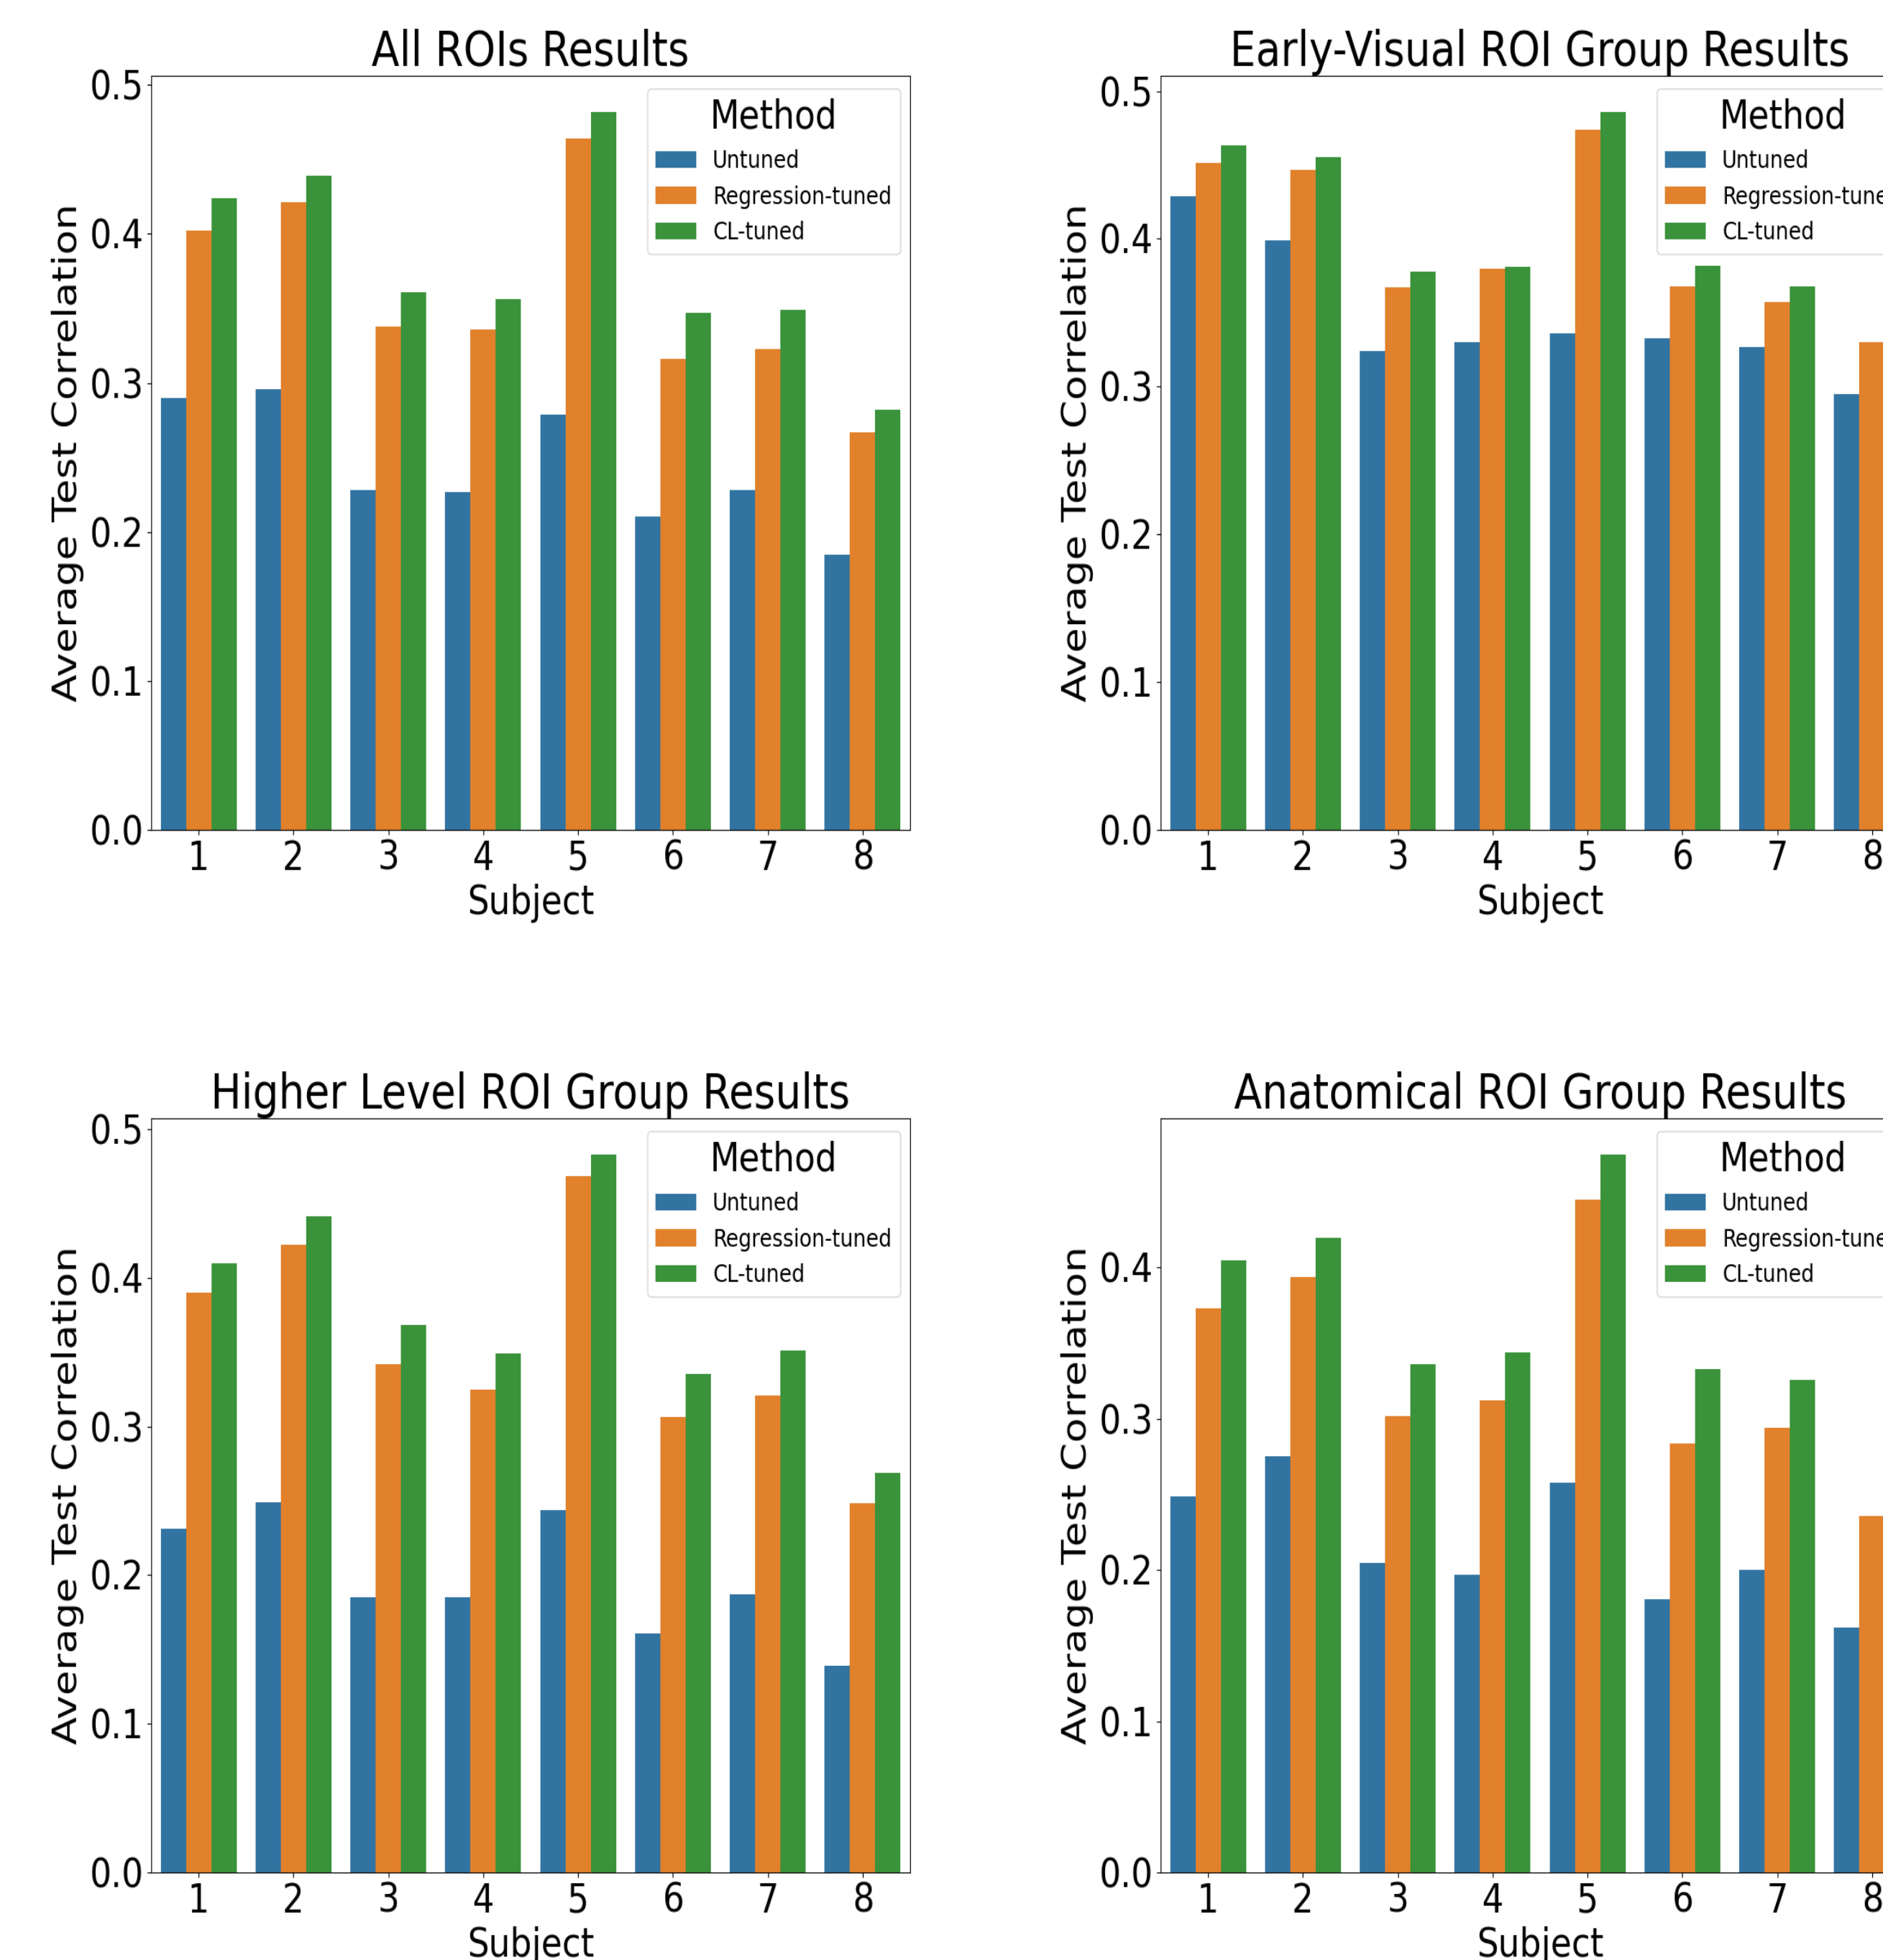 All ROIs Results
Average Test Correlation
0.5
0.4
0.3
0.2
0.1
0.0
Method
Untuned
Regression-tuned
CL-tuned
1 2 3 4 5 6 7 8
Subject
Early-Visual ROI Group Results
Average Test Correlation
0.5
0.4
0.3
0.2
0.1
0.0
Method
Untuned
Regression-tune
CL-tuned
1 2 3 4 5 6 7 8
Subject
Higher Level ROI Group Results
Average Test Correlation
0.5
0.4
0.3
0.2
0.1
0.0
Method
Untuned
Regression-tuned
CL-tuned
1 2 3 4 5 6 7 8
Subject
Anatomical ROI Group Results
Average Test Correlation
0.4
0.3
0.2
0.1
0.0
Method
Untuned
Regression-tune
CL-tuned
1 2 3 4 5 6 7 8
Subject